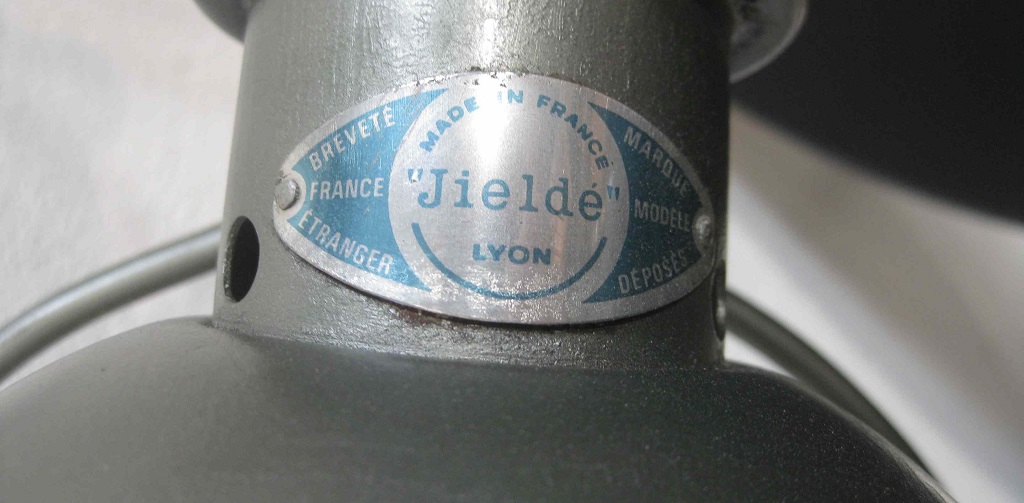 BREVETÉ
FRANCE
ÉTRANGER
MADE IN FRANCE
"Jieldé"
LYON
MARQUE
MODÈLE
DÉPOSÉS